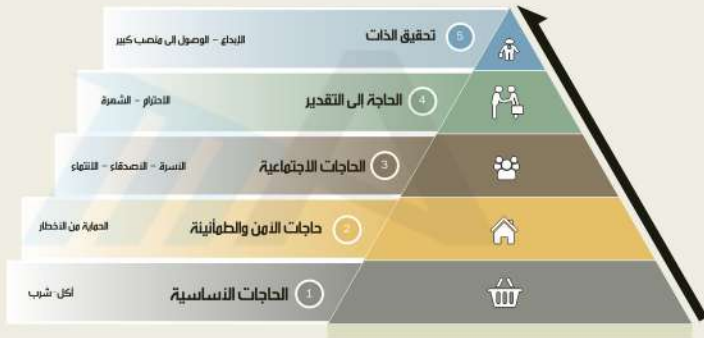 5 تحقيق الذات الإبداع - الوصول إلى منصب كبير
4 الحاجة إلى التقدير الاحترام - الشهرة
3 الحاجات الاجتماعية الأسرة - الأصدقاء - الانتماء
2 حاجات الأمن والطمأنينة الحماية من الأخطار
1 الحاجات الأساسية أكل - شرب